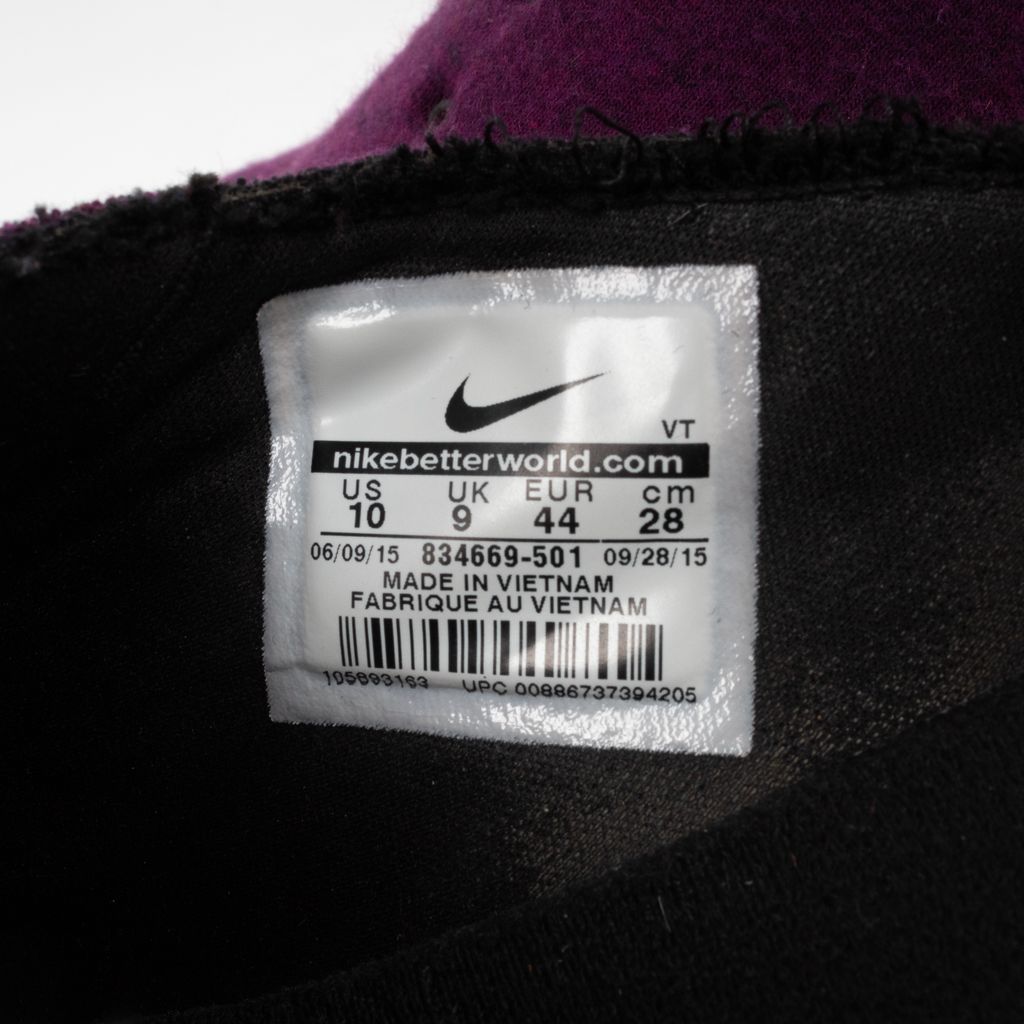 VT
nikebetterworld.com
US UK EUR cm
10 9 44 28
06/09/15 834669-501 09/28/15
MADE IN VIETNAM
FABRIQUE AU VIETNAM
105693163 UPC 00886737394205